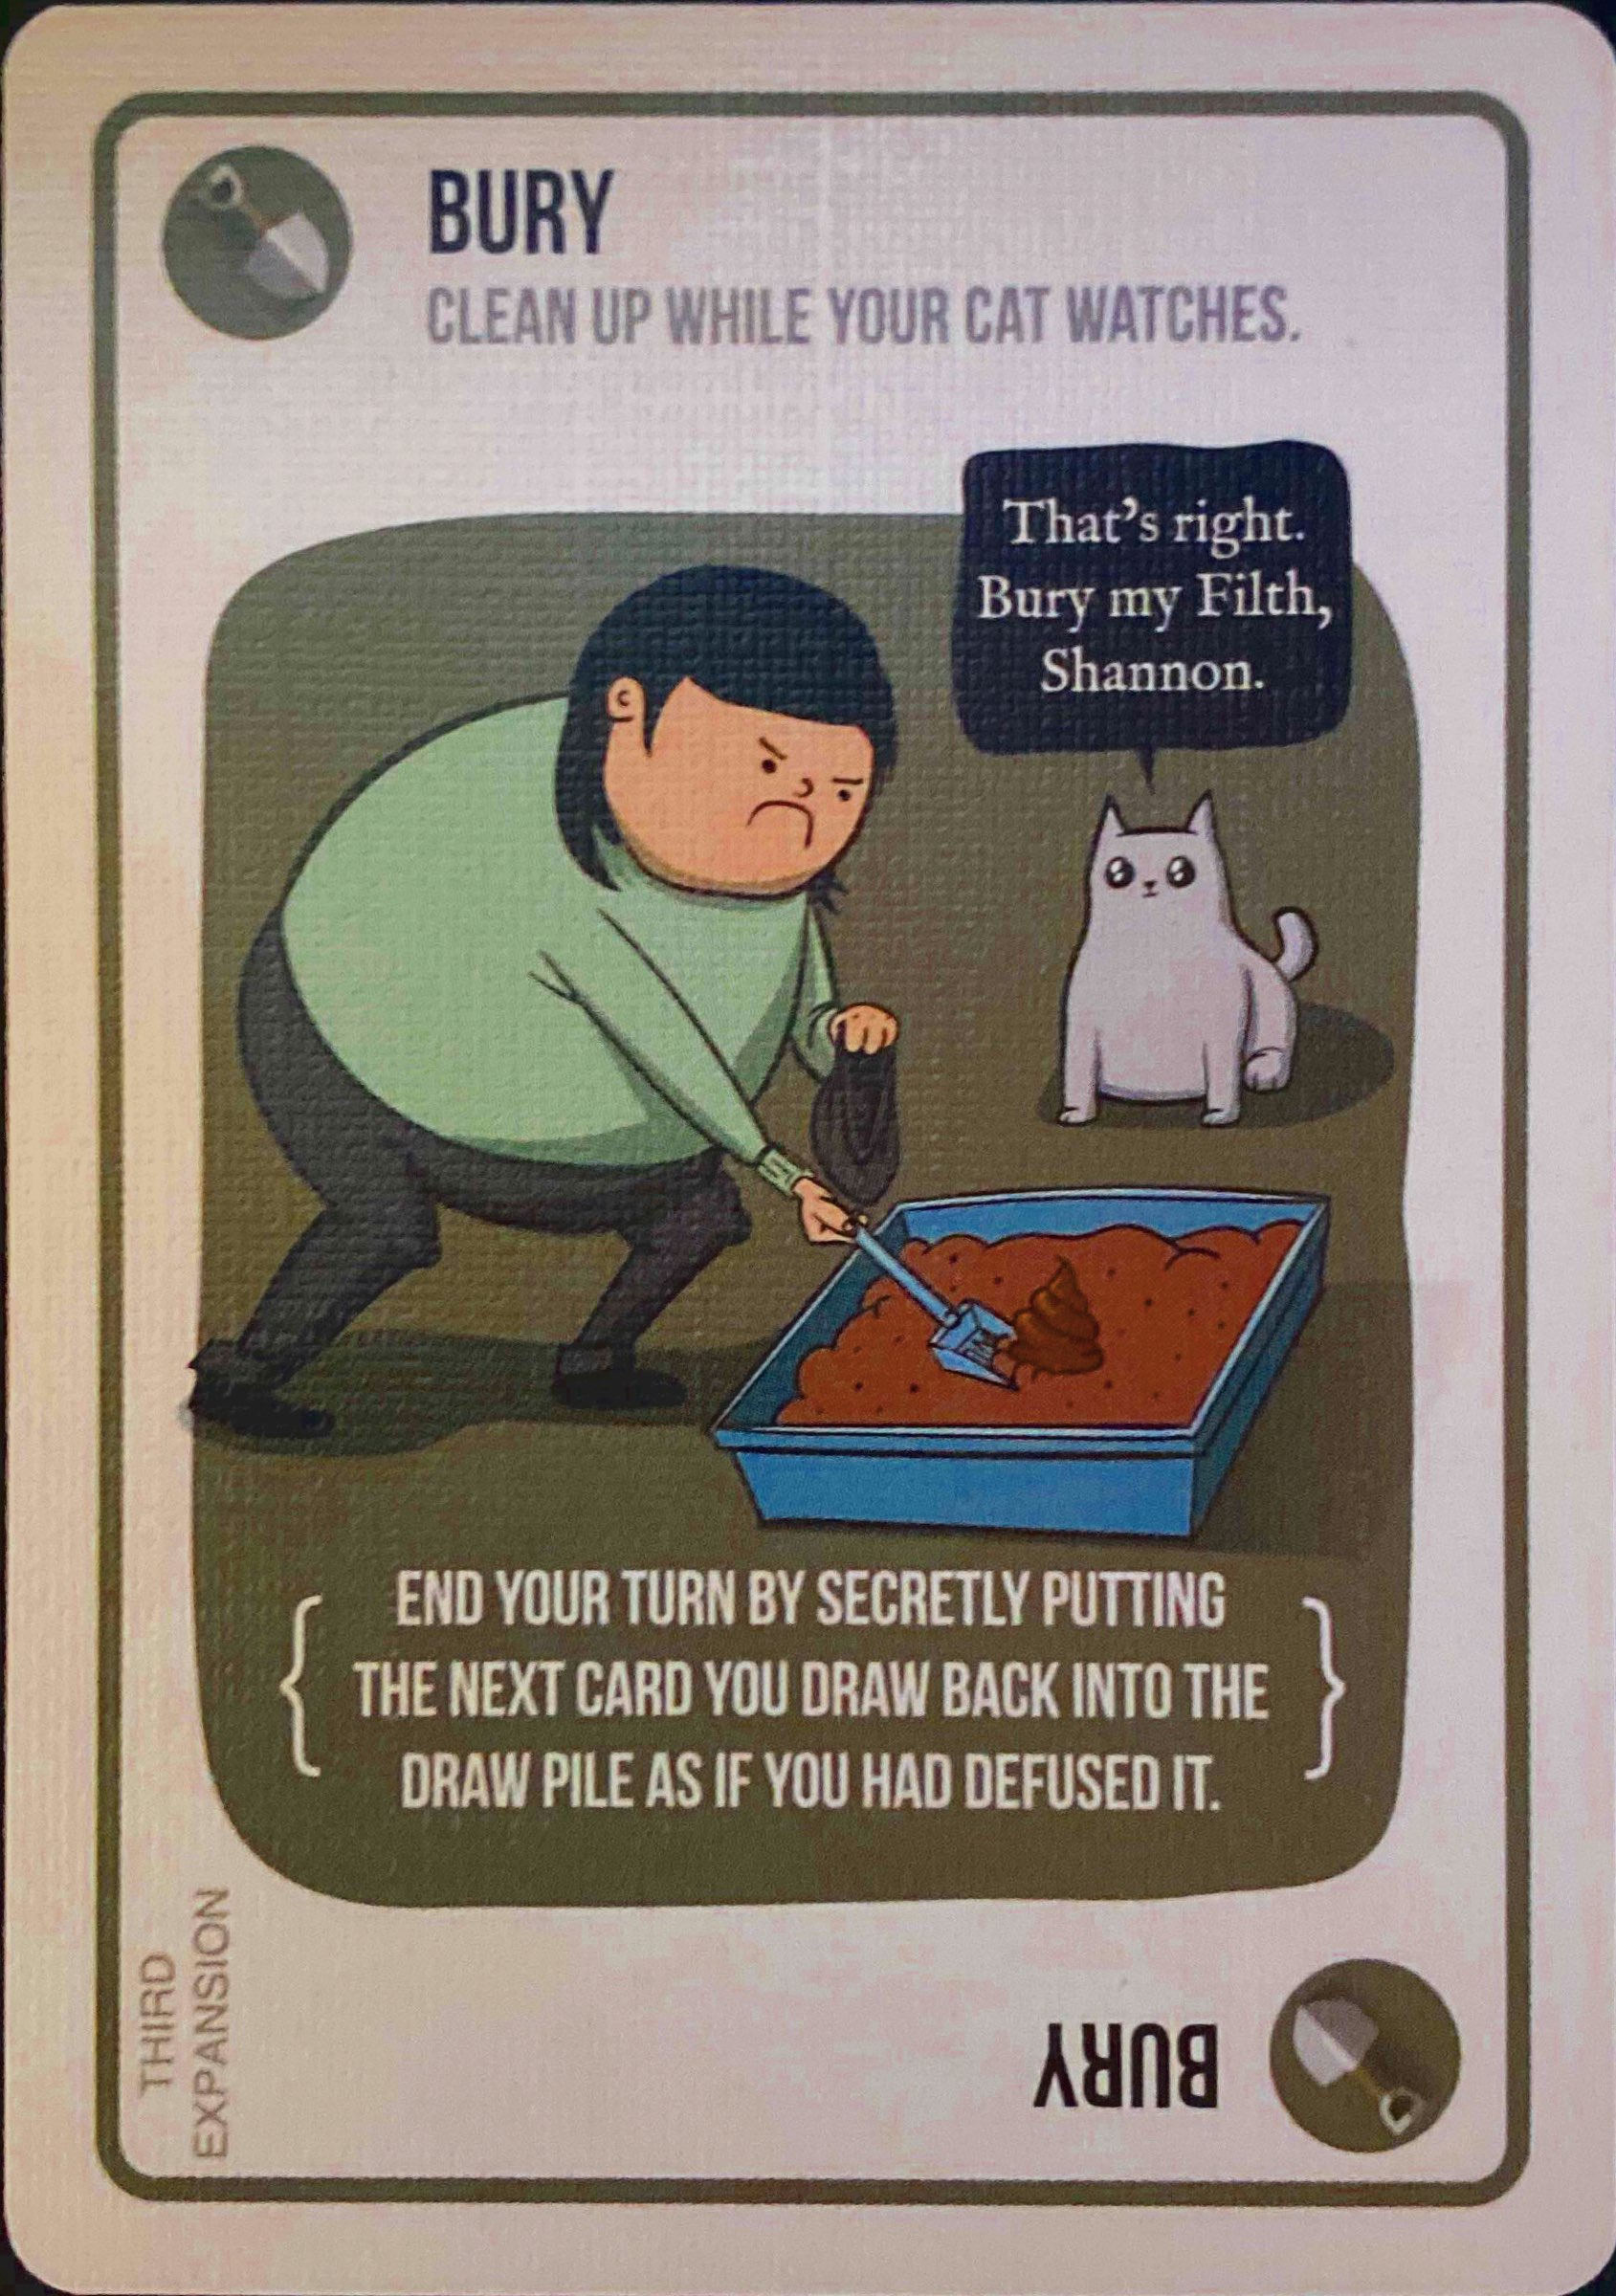 BURY
CLEAN UP WHILE YOUR CAT WATCHES.
That's right.
Bury my Filth,
Shannon.
END YOUR TURN BY SECRETLY PUTTING
THE NEXT CARD YOU DRAW BACK INTO THE
DRAW PILE AS IF YOU HAD DEFUSED IT.
THIRD
EXPANSION
BURY